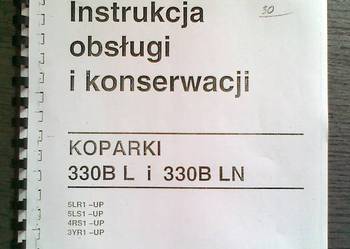 30
Instrukcja
obsługi
i konserwacji
KOPARKI
330B L i 330B LN
5LR1 -UP
5LS1 -UP
4RS1 -UP
3YR1 -UP